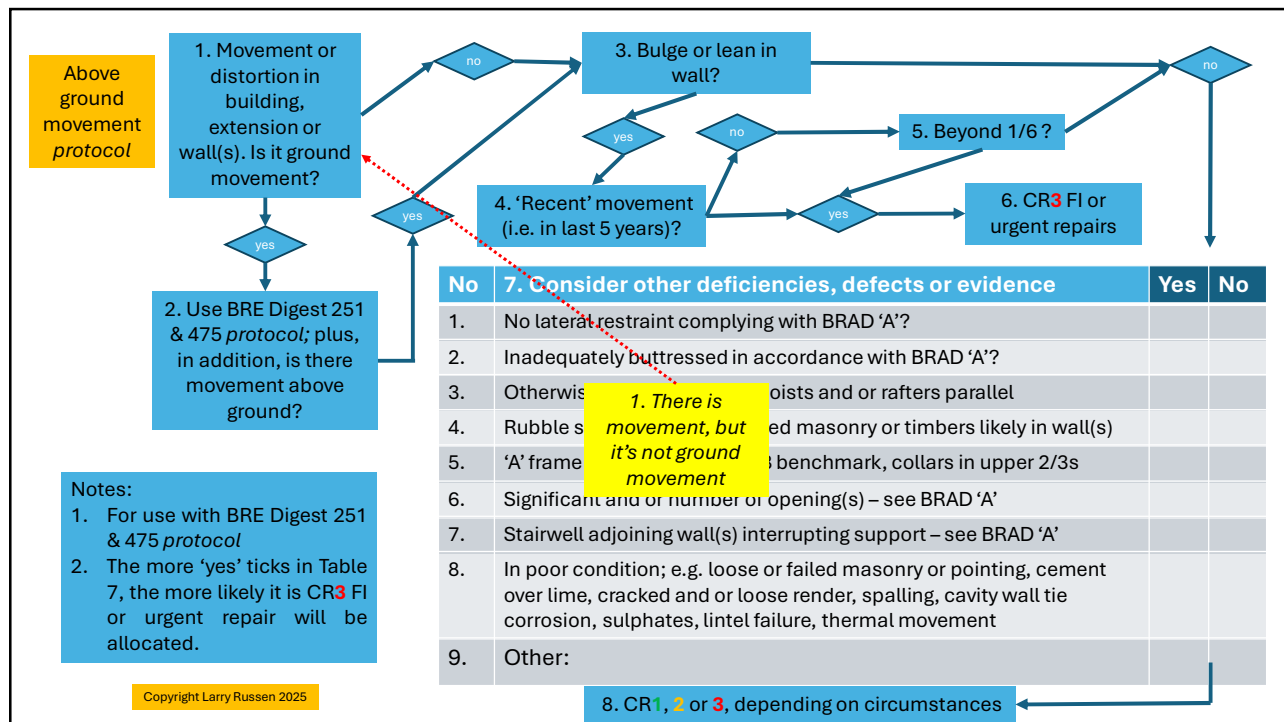 Above
ground
movement
protocol
1. Movement or
distortion in
building,
extension or
wall(s). Is it ground
movement?
no
3. Bulge or lean in
wall?
no
yes
no
5. Beyond 1/6 ?
yes
2. Use BRE Digest 251
& 475 protocol; plus,
in addition, is there
movement above
ground?
yes
4. ‘Recent’ movement
(i.e. in last 5 years)?
yes
6. CR3 FI or
urgent repairs
No 7. Consider other deficiencies, defects or evidence Yes No
1. No lateral restraint complying with BRAD ‘A’?
2. Inadequately buttressed in accordance with BRAD ‘A’?
3. Otherwis oists and or rafters parallel
4. Rubble s ed masonry or timbers likely in wall(s)
5. ‘A’ frame benchmark, collars in upper 2/3s
6. Significant and or number of opening(s) – see BRAD ‘A’
7. Stairwell adjoining wall(s) interrupting support – see BRAD ‘A’
8. In poor condition; e.g. loose or failed masonry or pointing, cement
over lime, cracked and or loose render, spalling, cavity wall tie
corrosion, sulphates, lintel failure, thermal movement
9. Other:
1. There is
movement, but
it’s not ground
movement
Notes:
1. For use with BRE Digest 251
& 475 protocol
2. The more ‘yes’ ticks in Table
7, the more likely it is CR3 FI
or urgent repair will be
allocated.
Copyright Larry Russen 2025
8. CR1, 2 or 3, depending on circumstances